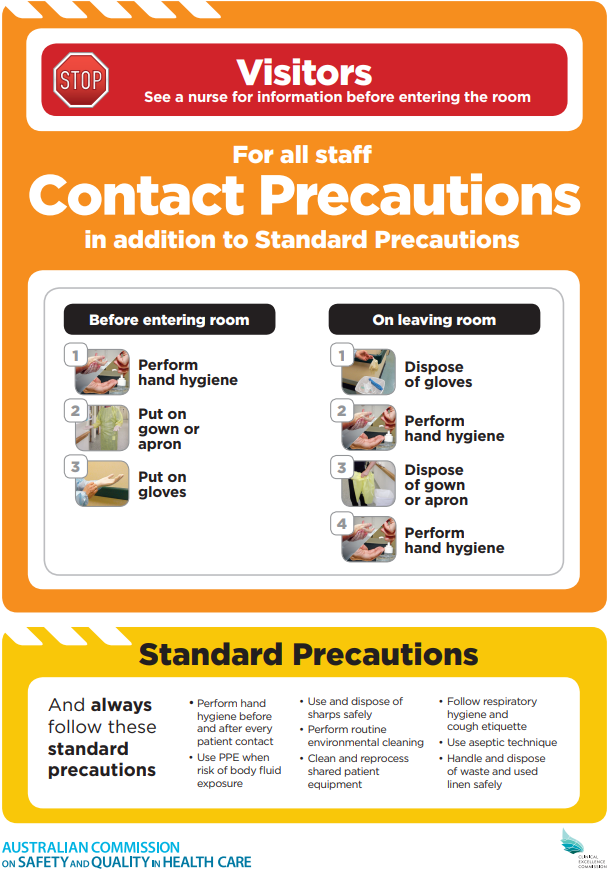 STOP
Visitors
See a nurse for information before entering the room
For all staff
Contact Precautions
in addition to Standard Precautions
Before entering room
1
Perform
hand hygiene
2
Put on
gown or
apron
3
Put on
gloves
On leaving room
1
Dispose
of gloves
2
Perform
hand hygiene
3
Dispose
of gown
or apron
4
Perform
hand hygiene
Standard Precautions
And always
follow these
standard
precautions
• Perform hand
hygiene before
and after every
patient contact
• Use PPE when
risk of body fluid
exposure
• Use and dispose of
sharps safely
• Perform routine
environmental cleaning
• Clean and reprocess
shared patient
equipment
• Follow respiratory
hygiene and
cough etiquette
• Use aseptic technique
• Handle and dispose
of waste and used
linen safely
AUSTRALIAN COMMISSION
ON SAFETY AND QUALITY IN HEALTH CARE
CLINICAL
EXCELLENCE
COMMISSION